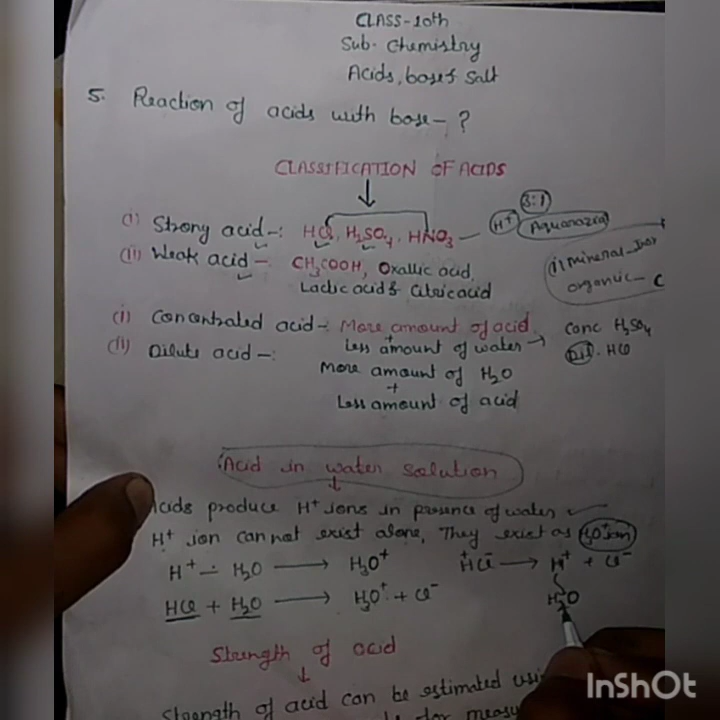 CLASS-10th
Sub- Chemistry
Acids, base & Salt
5. Reaction of acids with base- ?
CLASSIFICATION OF ACIDS
↓
3:1
(i) Strong acid-: HCl, H₂SO₄, HNO₃ - H⁺
(ii) Weak acid-. CH₃COOH, Oxallic acid,
Lactic acid & Citric acid
(i) mineral-
organic- C
(i) Concentrated acid-: More amount of acid conc H₂SO₄
+
(ii) Dilute acid-: Less amount of water → Dil. HCl
More amount of H₂O
+
Less amount of acid
Acid in water solution
↓
Acids produce H⁺ ions in presence of water
H⁺ ion can not exist alone, They exist as H₃O⁺ ion
H⁺ - H₂O → H₃O⁺ H⁺Cl⁻ → H⁺ + Cl⁻
HCl + H₂O → H₃O⁺ + Cl⁻ H₂O
Strength of acid
↓
Strength of acid can be estimated
InShOt